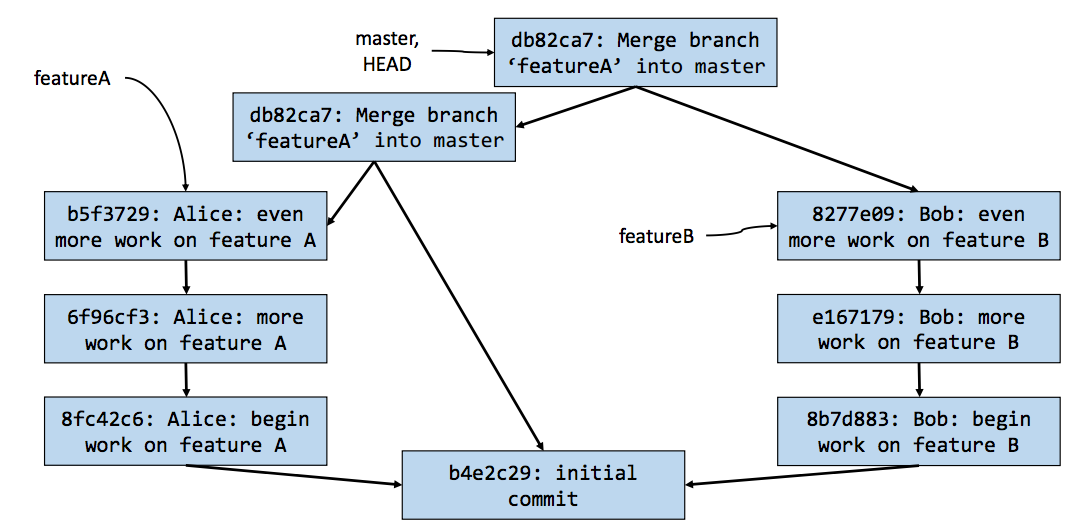 master,
HEAD
db82ca7: Merge branch
‘featureA’ into master
featureA
db82ca7: Merge branch
‘featureA’ into master
b5f3729: Alice: even
more work on feature A
featureB
8277e09: Bob: even
more work on feature B
6f96cf3: Alice: more
work on feature A
e167179: Bob: more
work on feature B
8fc42c6: Alice: begin
work on feature A
8b7d883: Bob: begin
work on feature B
b4e2c29: initial
commit